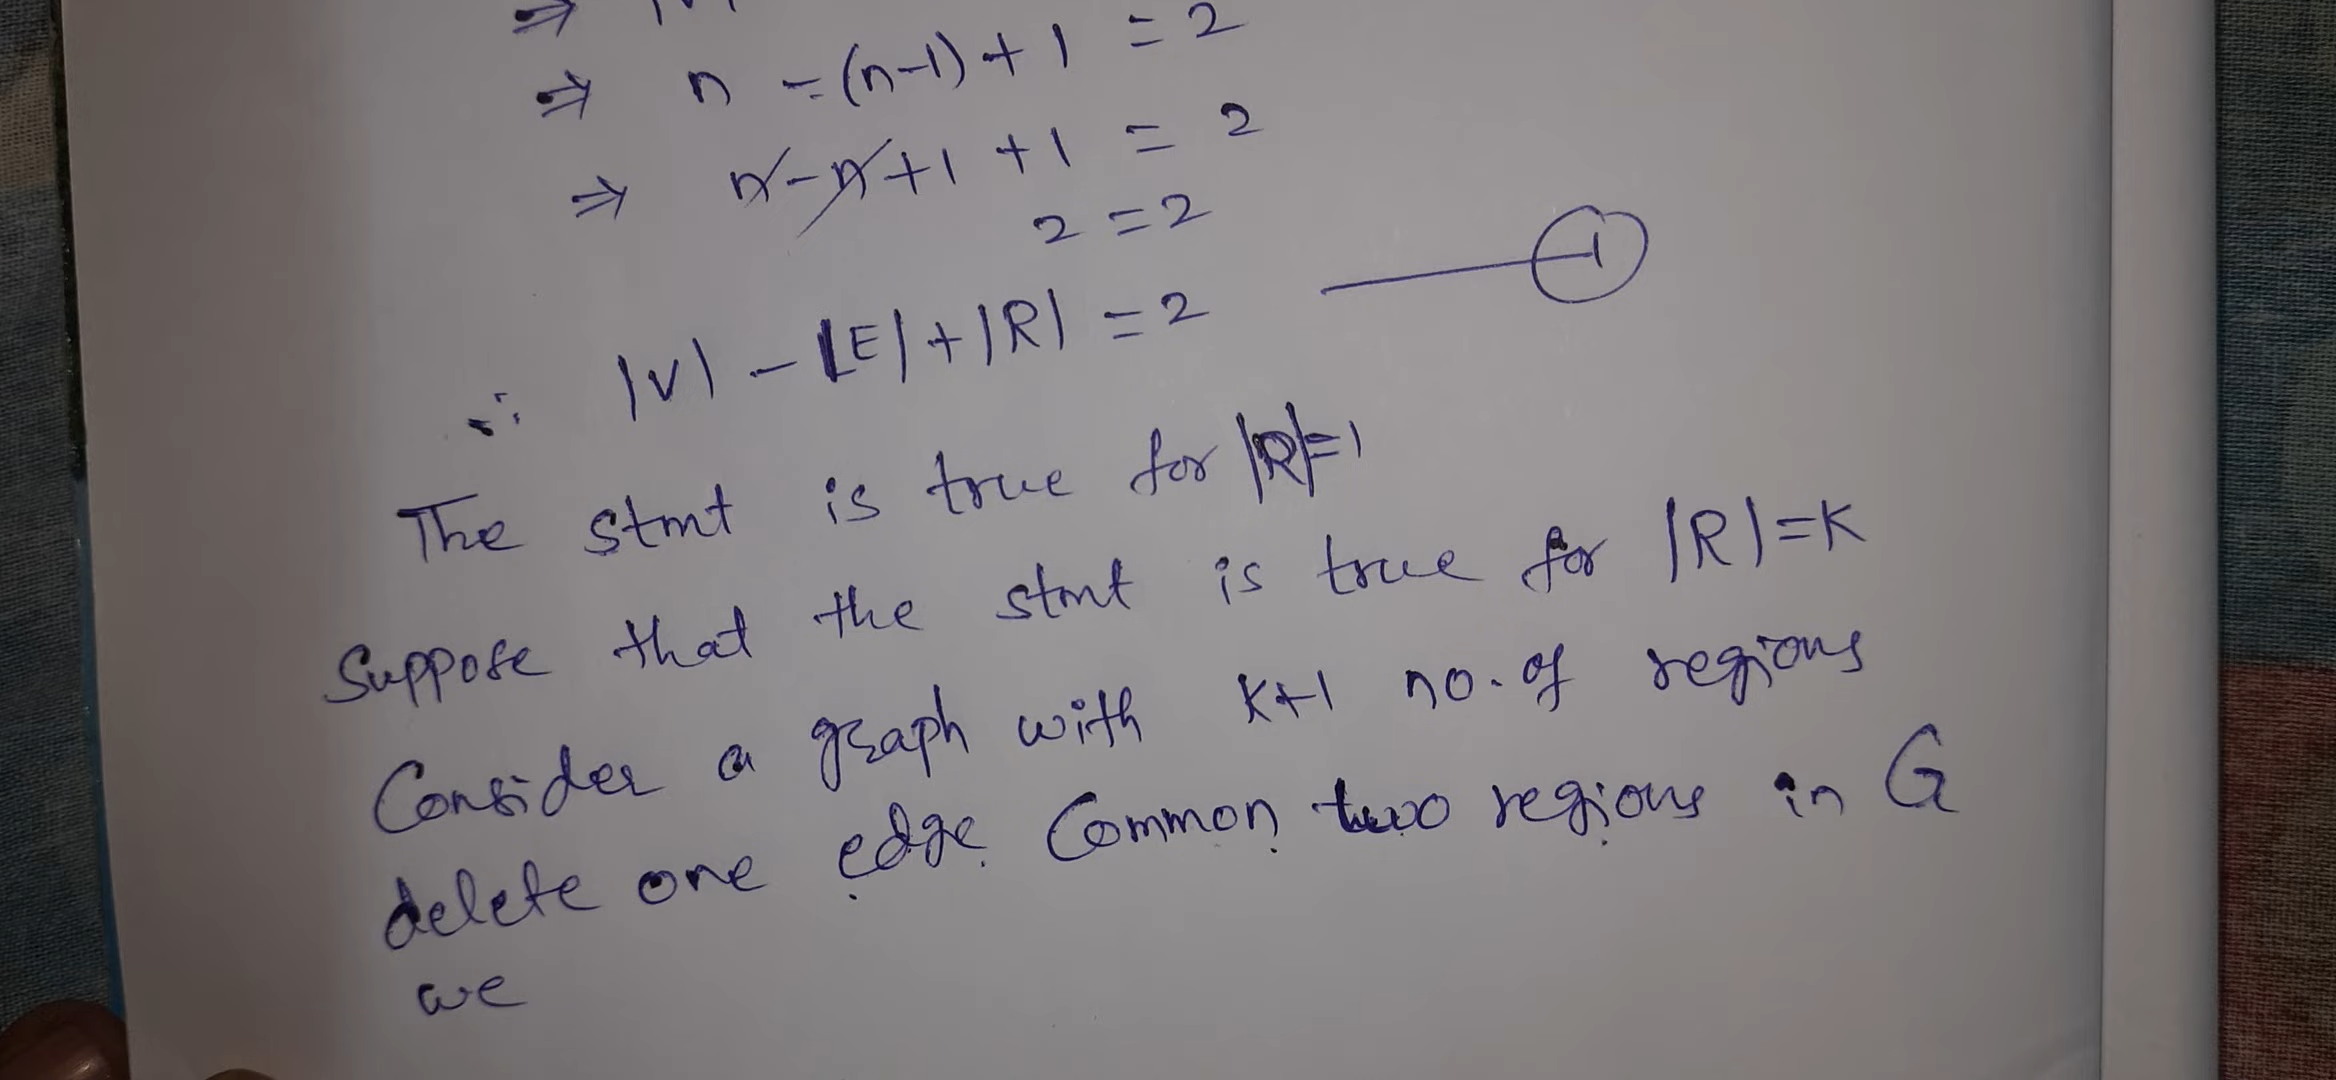 ⇒ n - (n-1) + 1 = 2
⇒ n - n + 1 + 1 = 2
2 = 2
∴ |V| - |E| + |R| = 2 ——— 1
The stmt is true for |R|=1
Suppose that the stmt is true for |R|=K
Consider a graph with K+1 no. of regions
delete one edge common two regions in G
we